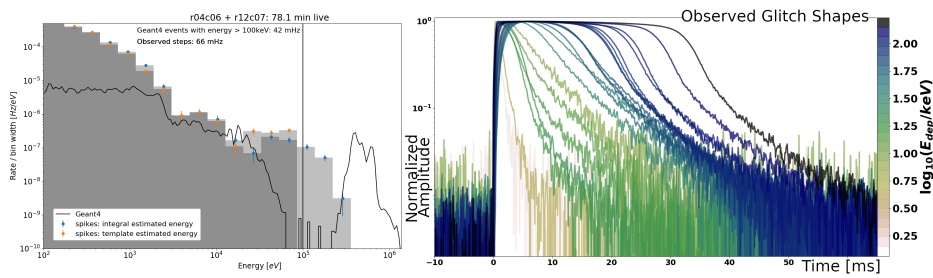 r04c06 + r12c07: 78.1 min live
Geant4 events with energy > 100keV: 42 mHz
Observed steps: 66 mHz
Rate / bin width [Hz/eV]
10⁻⁵
10⁻⁶
10⁻⁷
10⁻⁸
10⁻⁹
10⁻¹⁰
Geant4
spikes: integral estimated energy
spikes: template estimated energy
10²
10³
10⁴
10⁵
10⁶
Energy [eV]
Observed Glitch Shapes
Normalized
Amplitude
10⁰
10⁻¹
−10
0
10
20
30
40
50
Time [ms]
2.00
1.75
1.50
1.25
1.00
0.75
0.50
0.25
log₁₀(E_dep/keV)